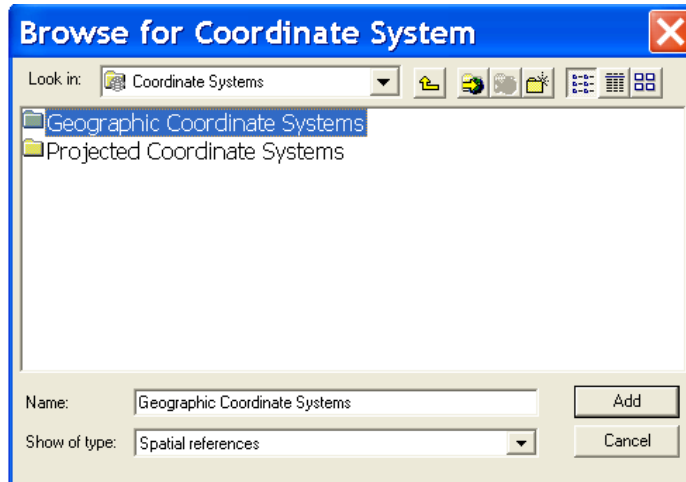 Browse for Coordinate System
Look in: Coordinate Systems
Geographic Coordinate Systems
Projected Coordinate Systems
Name: Geographic Coordinate Systems Add
Show of type: Spatial references Cancel